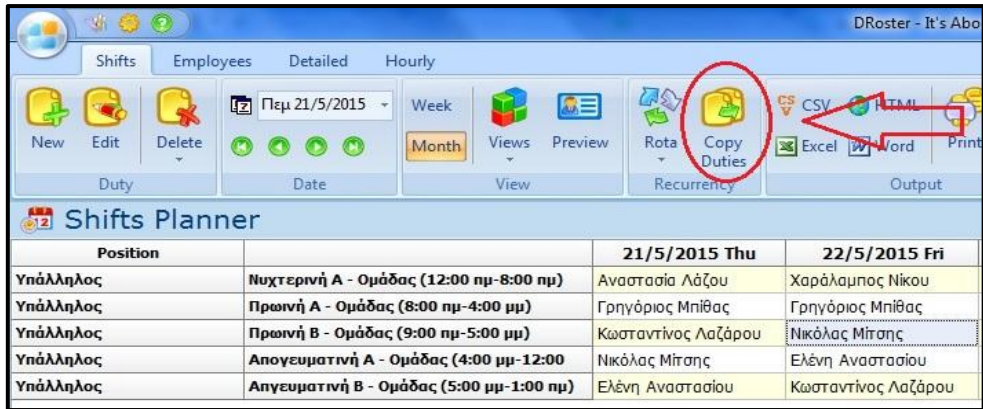 DRoster - It's Abo
Shifts Employees Detailed Hourly
Πεμ 21/5/2015 Week CSV HTML
New Edit Delete Month Views Preview Rota Copy Duties Excel Word Print
Duty Date View Recurrency Output
Shifts Planner
Position 21/5/2015 Thu 22/5/2015 Fri
Υπάλληλος Νυχτερινή Α - Ομάδας (12:00 πμ-8:00 πμ) Αναστασία Λάζου Χαράλαμπος Νίκου
Υπάλληλος Πρωινή Α - Ομάδας (8:00 πμ-4:00 μμ) Γρηγόριος Μπίθας Γρηγόριος Μπίθας
Υπάλληλος Πρωινή Β - Ομάδας (9:00 πμ-5:00 μμ) Κωσταντίνος Λαζάρου Νικόλας Μίτσης
Υπάλληλος Απογευματινή Α - Ομάδας (4:00 μμ-12:00 Νικόλας Μίτσης Ελένη Αναστασίου
Υπάλληλος Απγευματινή Β - Ομάδας (5:00 μμ-1:00 πμ) Ελένη Αναστασίου Κωσταντίνος Λαζάρου